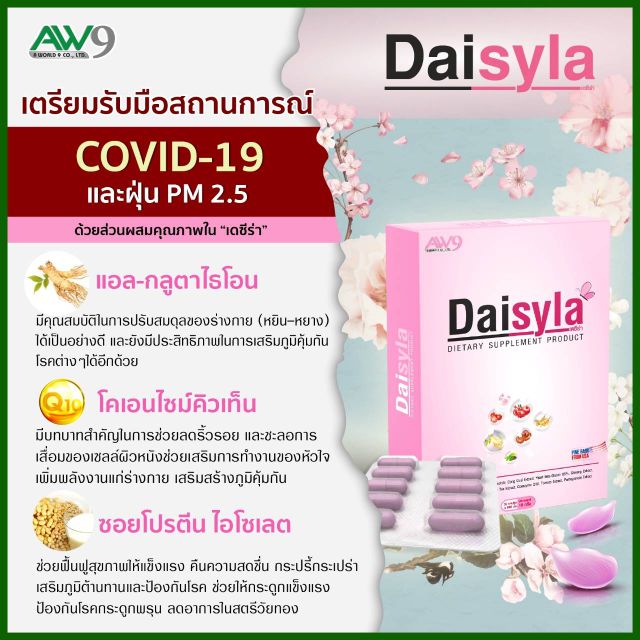 AW9
A WORLD 9 CO., LTD.
Daisyla
เดซีร่า
เตรียมรับมือสถานการณ์
COVID-19
และฝุ่น PM 2.5
ด้วยส่วนผสมคุณภาพใน “เดซีร่า”
แอล-กลูตาไธโอน
มีคุณสมบัติในการปรับสมดุลของร่างกาย (หยิน–หยาง)
ได้เป็นอย่างดี และยังมีประสิทธิภาพในการเสริมภูมิคุ้มกัน
โรคต่างๆได้อีกด้วย
Q10
โคเอนไซม์คิวเท็น
มีบทบาทสำคัญในการช่วยลดริ้วรอย และชะลอการ
เสื่อมของเซลล์ผิวหนังช่วยเสริมการทำงานของหัวใจ
เพิ่มพลังงานแก่ร่างกาย เสริมสร้างภูมิคุ้มกัน
ซอยโปรตีน ไอโซเลต
ช่วยฟื้นฟูสุขภาพให้แข็งแรง คืนความสดชื่น กระปรี้กระเปร่า
เสริมภูมิต้านทานและป้องกันโรค ช่วยให้กระดูกแข็งแรง
ป้องกันโรคกระดูกพรุน ลดอาการในสตรีวัยทอง
AW9
Daisyla
เดซีร่า
DIETARY SUPPLEMENT PRODUCT
Daisyla
DIETARY SUPPLEMENT PRODUCT
FROM USA